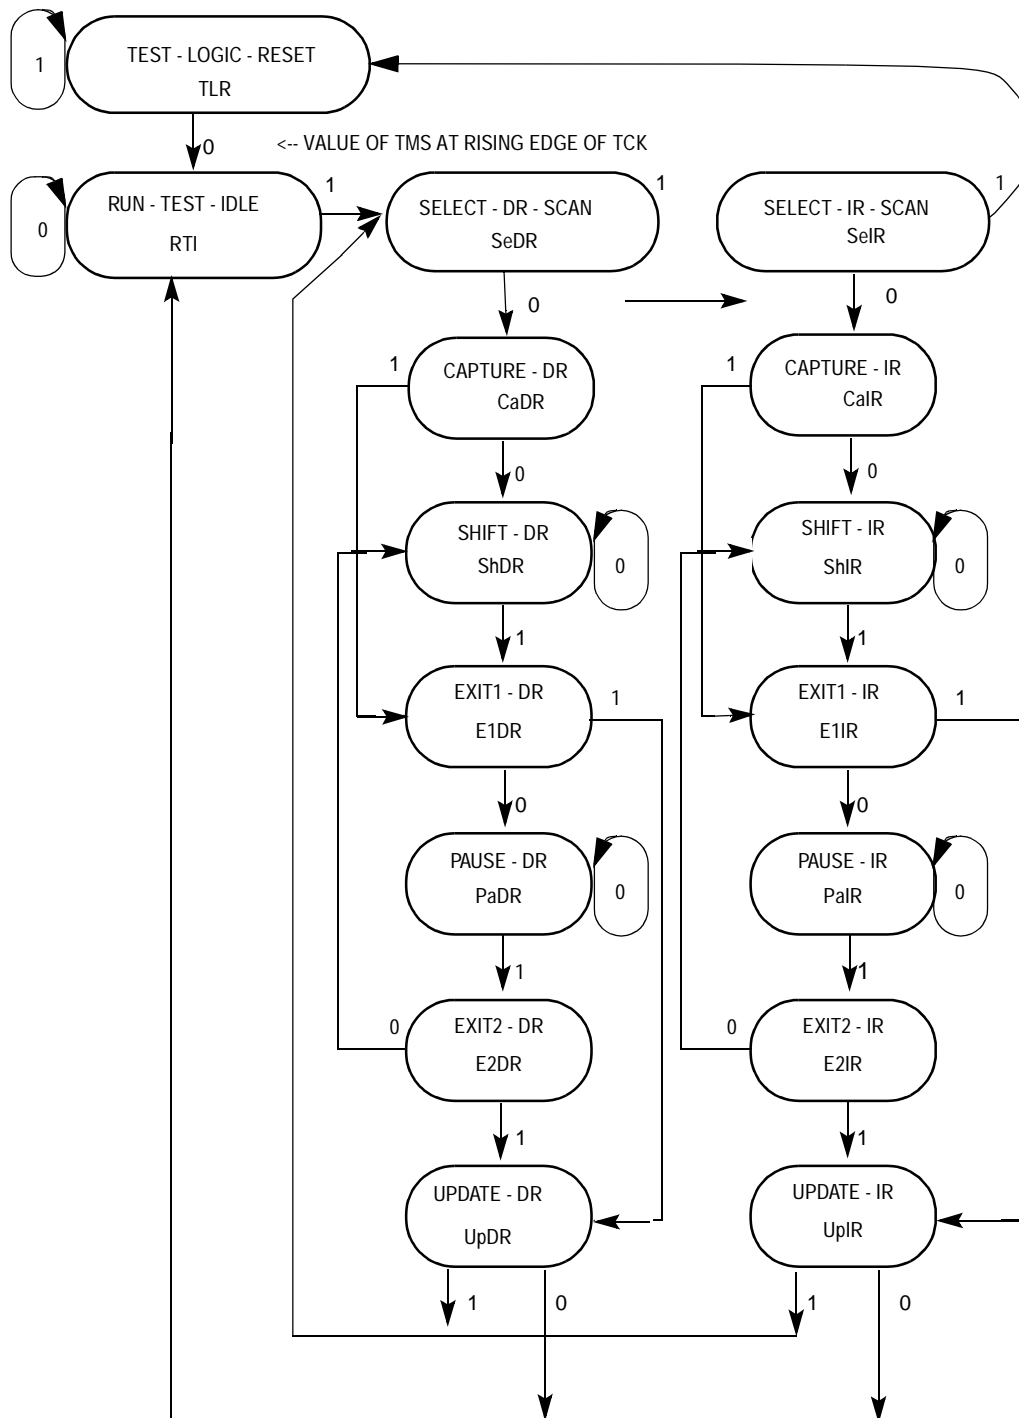 TEST - LOGIC - RESET
TLR
1
0
<-- VALUE OF TMS AT RISING EDGE OF TCK
RUN - TEST - IDLE
RTI
0
1
SELECT - DR - SCAN
SeDR
1
SELECT - IR - SCAN
SeIR
1
0
0
1
CAPTURE - DR
CaDR
1
CAPTURE - IR
CaIR
0
0
SHIFT - DR
ShDR
0
SHIFT - IR
ShIR
0
1
1
EXIT1 - DR
E1DR
1
EXIT1 - IR
E1IR
1
0
0
PAUSE - DR
PaDR
0
PAUSE - IR
PaIR
0
1
1
0
EXIT2 - DR
E2DR
0
EXIT2 - IR
E2IR
1
1
UPDATE - DR
UpDR
UPDATE - IR
UpIR
1
0
1
0